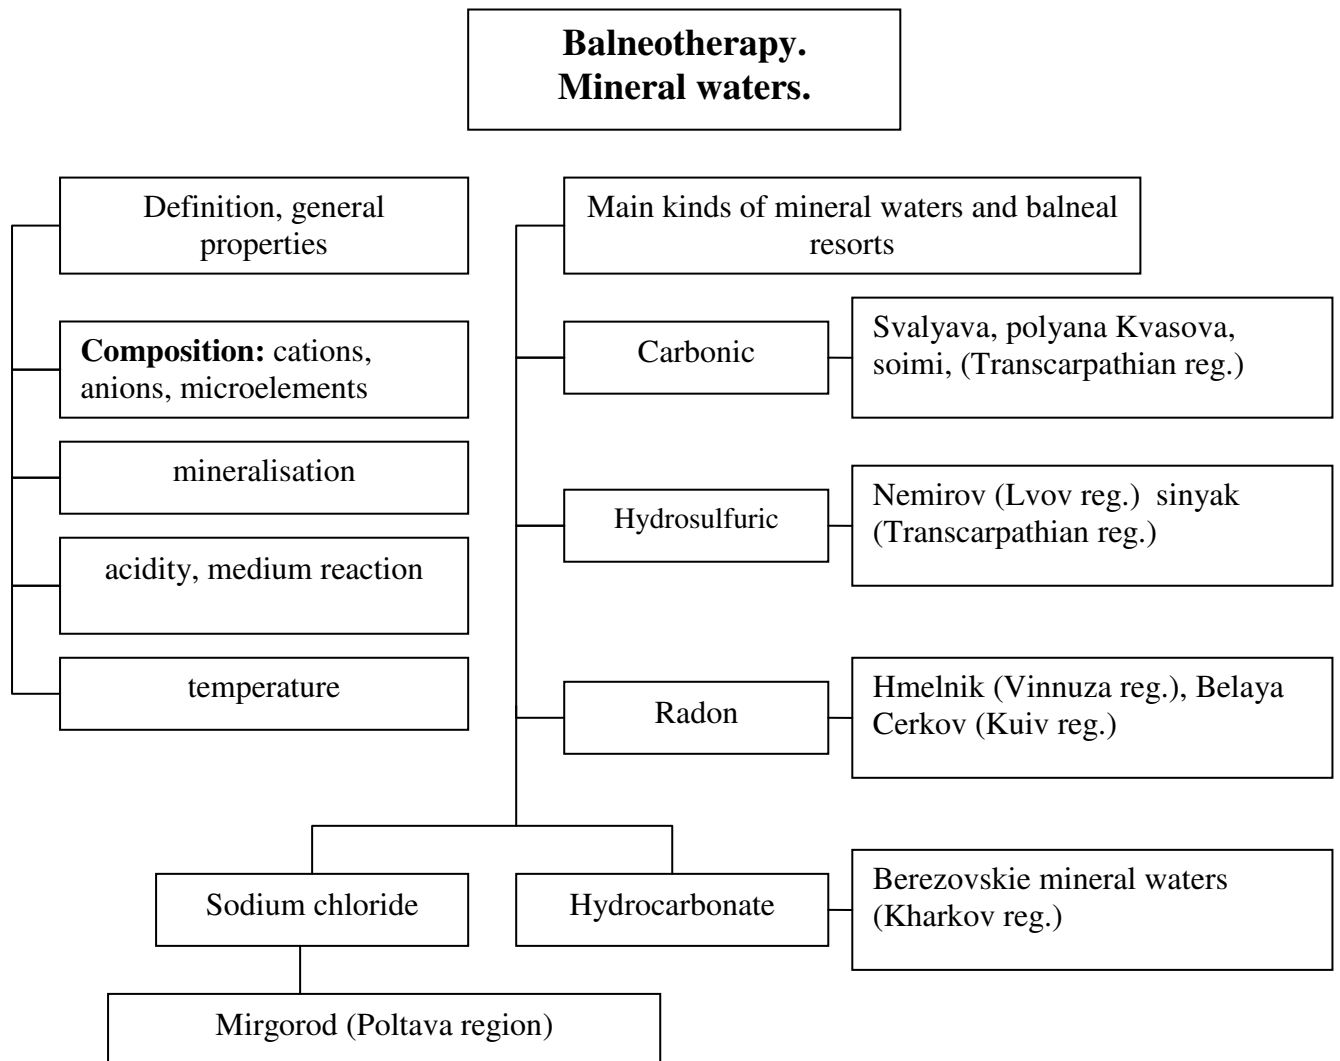 Balneotherapy.
Mineral waters.
Definition, general
properties
Composition: cations,
anions, microelements
mineralisation
acidity, medium reaction
temperature
Main kinds of mineral waters and balneal
resorts
Carbonic
Svalyava, polyana Kvasova,
soimi, (Transcarpathian reg.)
Hydrosulfuric
Nemirov (Lvov reg.)  sinyak
(Transcarpathian reg.)
Radon
Hmelnik (Vinnuza reg.), Belaya
Cerkov (Kuiv reg.)
Sodium chloride
Mirgorod (Poltava region)
Hydrocarbonate
Berezovskie mineral waters
(Kharkov reg.)